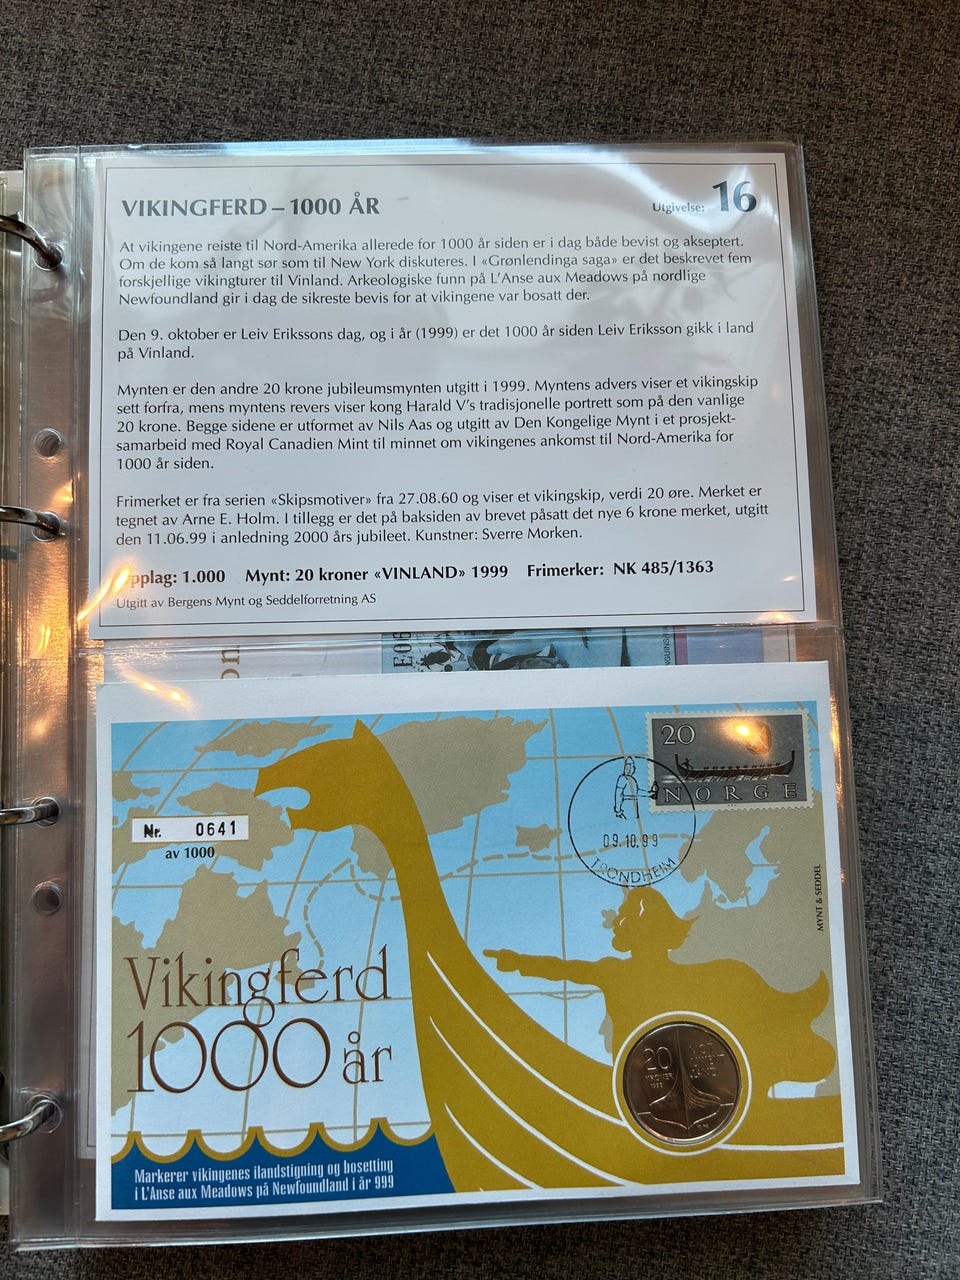 VIKINGFERD – 1000 ÅR
Utgivelse: 16
At vikingene reiste til Nord-Amerika allerede for 1000 år siden er i dag både bevist og akseptert.
Om de kom så langt sør som til New York diskuteres. I «Grønlendinga saga» er det beskrevet fem
forskjellige vikingturer til Vinland. Arkeologiske funn på L'Anse aux Meadows på nordlige
Newfoundland gir i dag de sikreste bevis for at vikingene var bosatt der.
Den 9. oktober er Leiv Erikssons dag, og i år (1999) er det 1000 år siden Leiv Eriksson gikk i land
på Vinland.
Mynten er den andre 20 krone jubileumsmynten utgitt i 1999. Myntens advers viser et vikingskip
sett forfra, mens myntens revers viser kong Harald V's tradisjonelle portrett som på den vanlige
20 krone. Begge sidene er utformet av Nils Aas og utgitt av Den Kongelige Mynt i et prosjekt-
samarbeid med Royal Canadien Mint til minnet om vikingenes ankomst til Nord-Amerika for
1000 år siden.
Frimerket er fra serien «Skipsmotiver» fra 27.08.60 og viser et vikingskip, verdi 20 øre. Merket er
tegnet av Arne E. Holm. I tillegg er det på baksiden av brevet påsatt det nye 6 krone merket, utgitt
den 11.06.99 i anledning 2000 års jubileet. Kunstner: Sverre Morken.
pplag: 1.000 Mynt: 20 kroner «VINLAND» 1999 Frimerker: NK 485/1363
Utgitt av Bergens Mynt og Seddelforretning AS
20
NORGE
09.10.99
TRONDHEIM
Nr. 0641
av 1000
MYNT & SEDDEL
Vikingferd
1000 år
20
KRONER
1999
Markerer vikingenes ilandstigning og bosetting
i L'Anse aux Meadows på Newfoundland i år 999